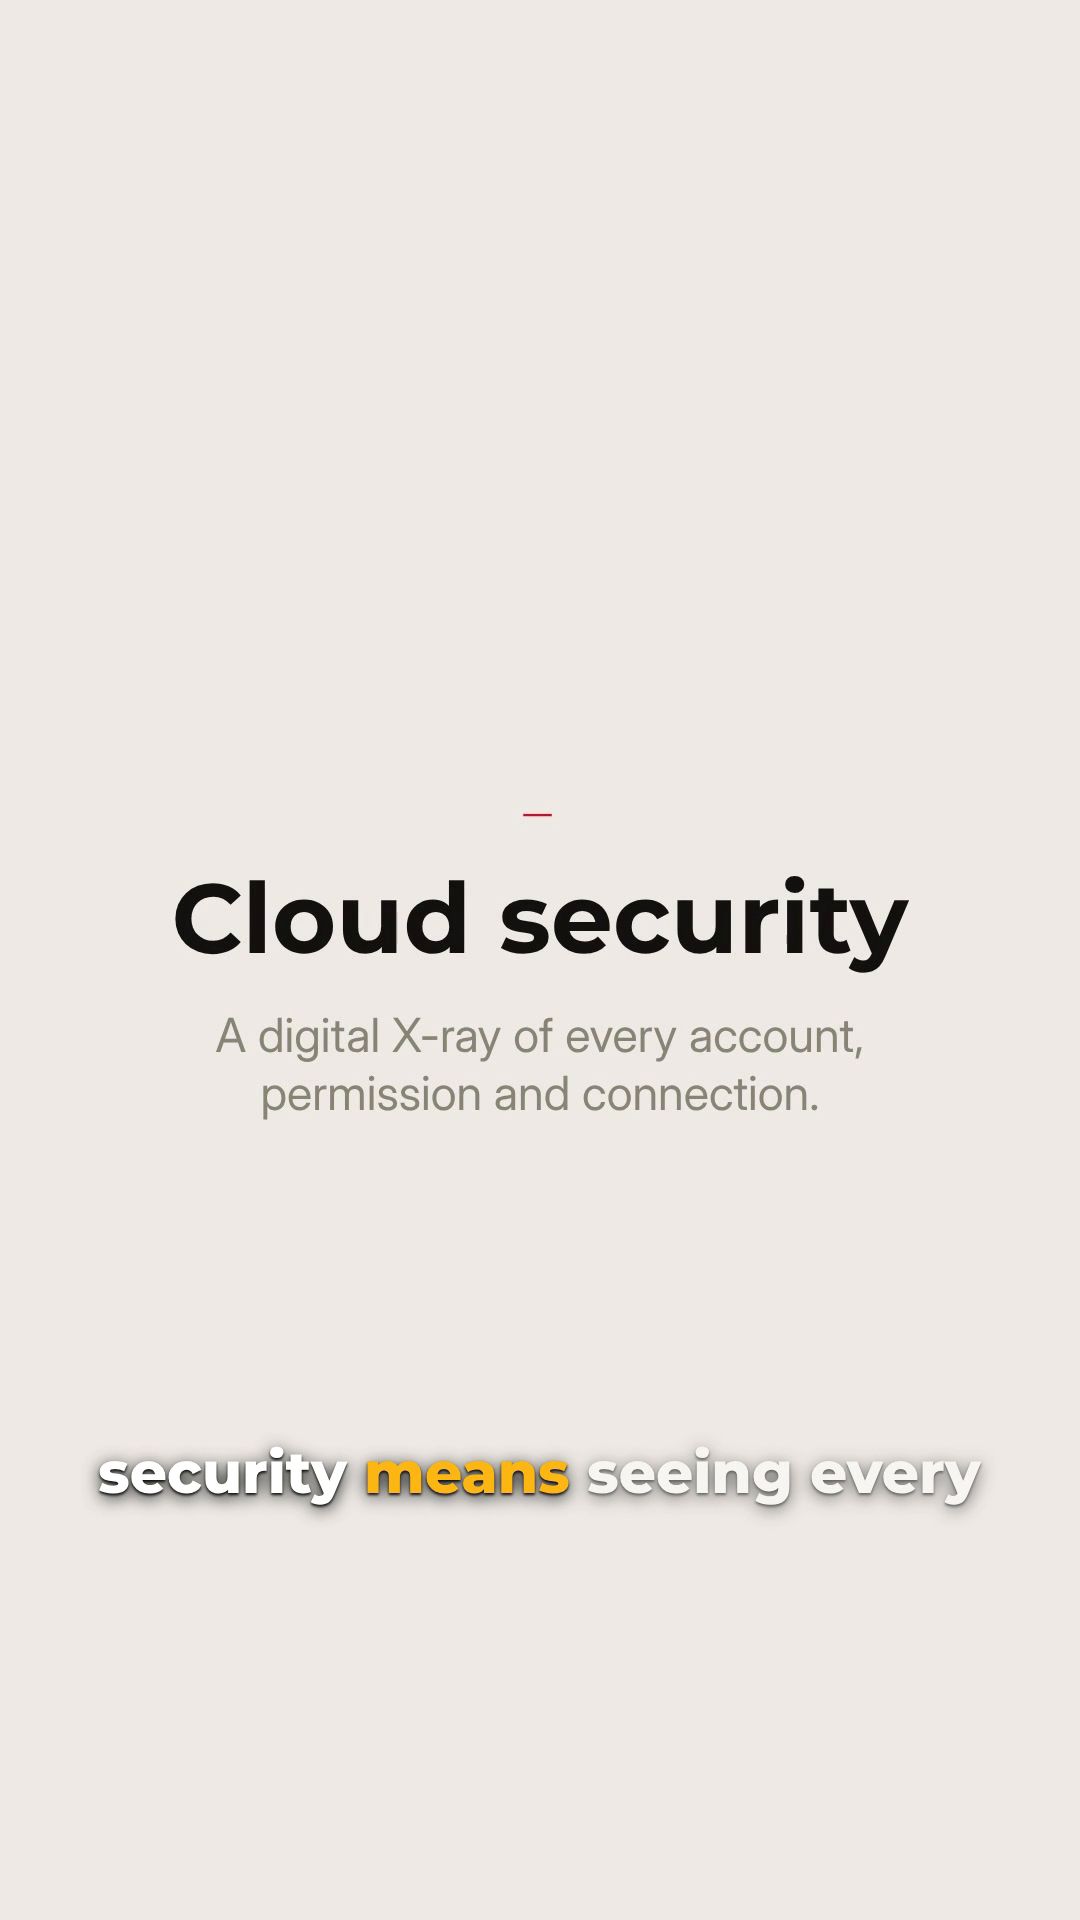 Cloud security
A digital X-ray of every account,
permission and connection.
security means seeing every